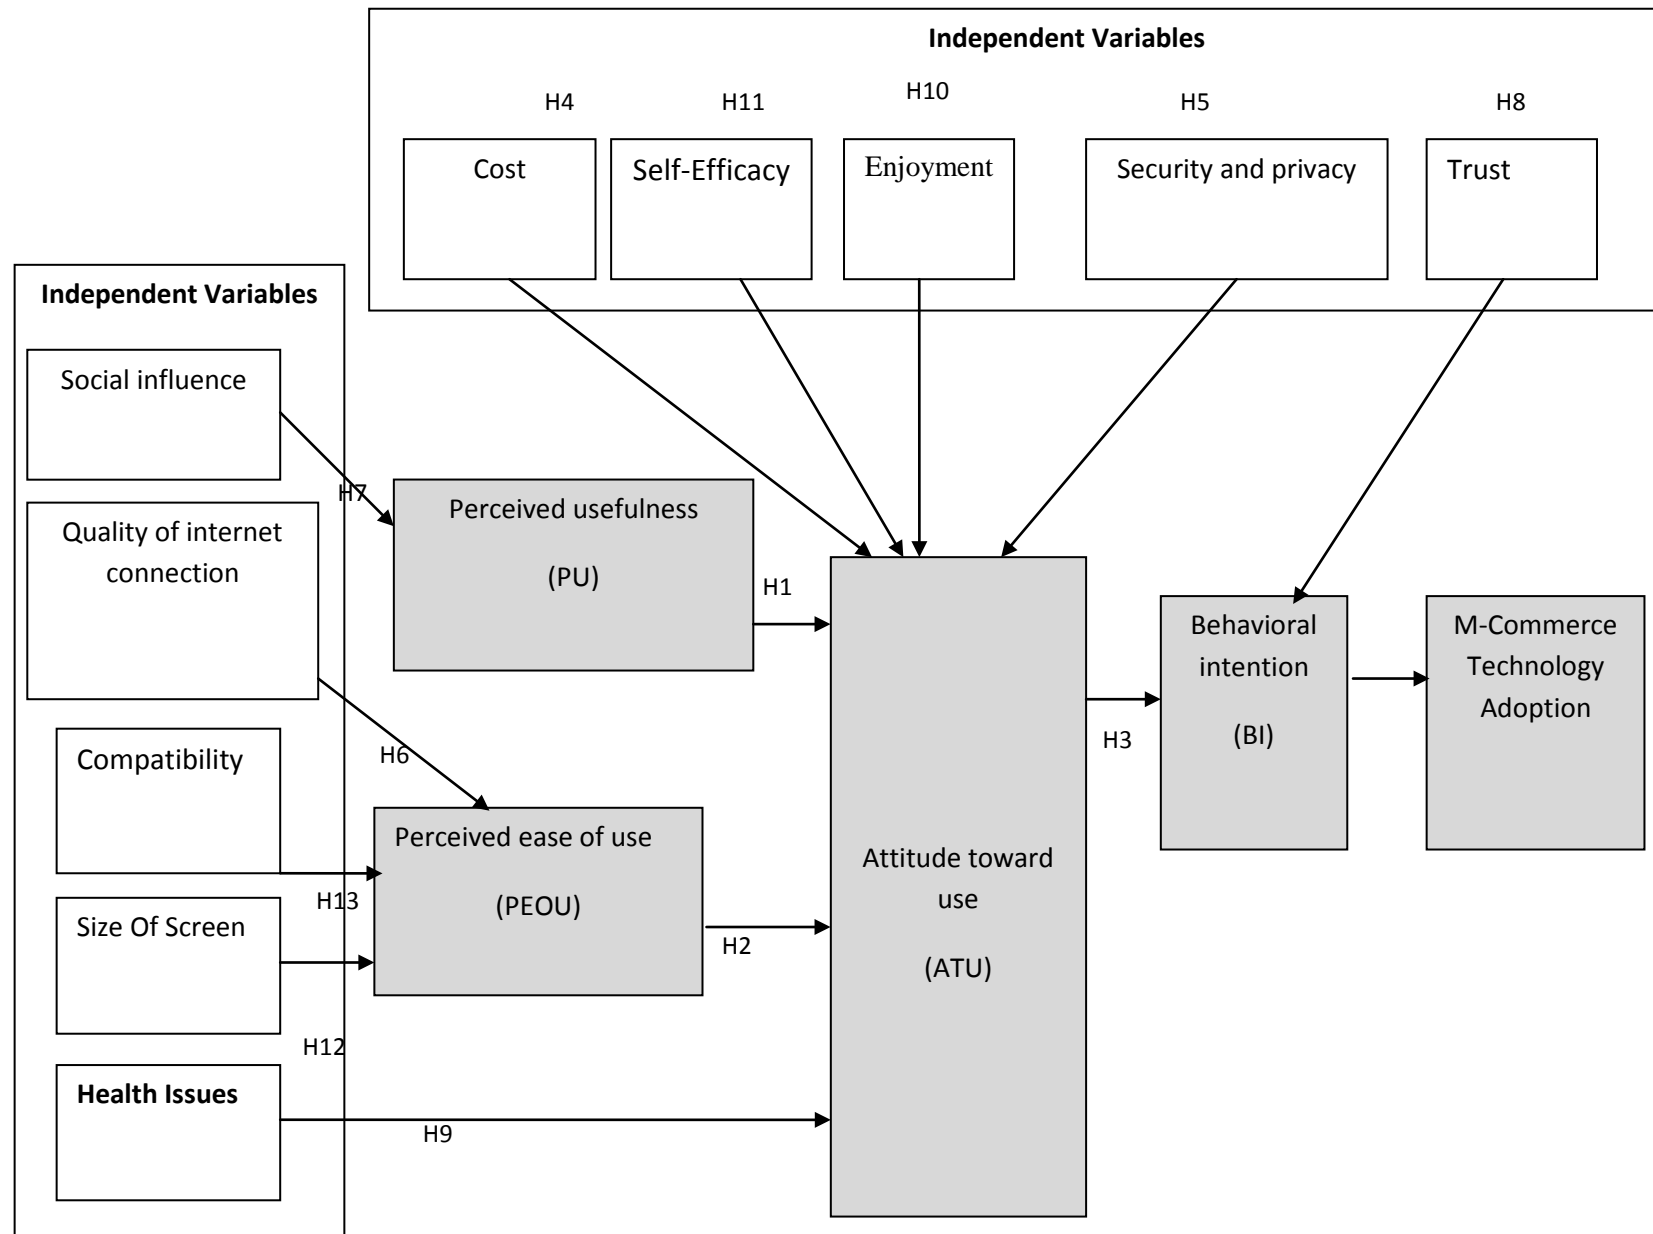 Independent Variables
H4
H11
H10
H5
H8
Cost
Self-Efficacy
Enjoyment
Security and privacy
Trust
Independent Variables
Social influence
H7
Quality of internet
connection
H6
Compatibility
H13
Size Of Screen
H12
Health Issues
H9
Perceived usefulness
(PU)
H1
Perceived ease of use
(PEOU)
H2
Attitude toward
use
(ATU)
H3
Behavioral
intention
(BI)
M-Commerce
Technology
Adoption